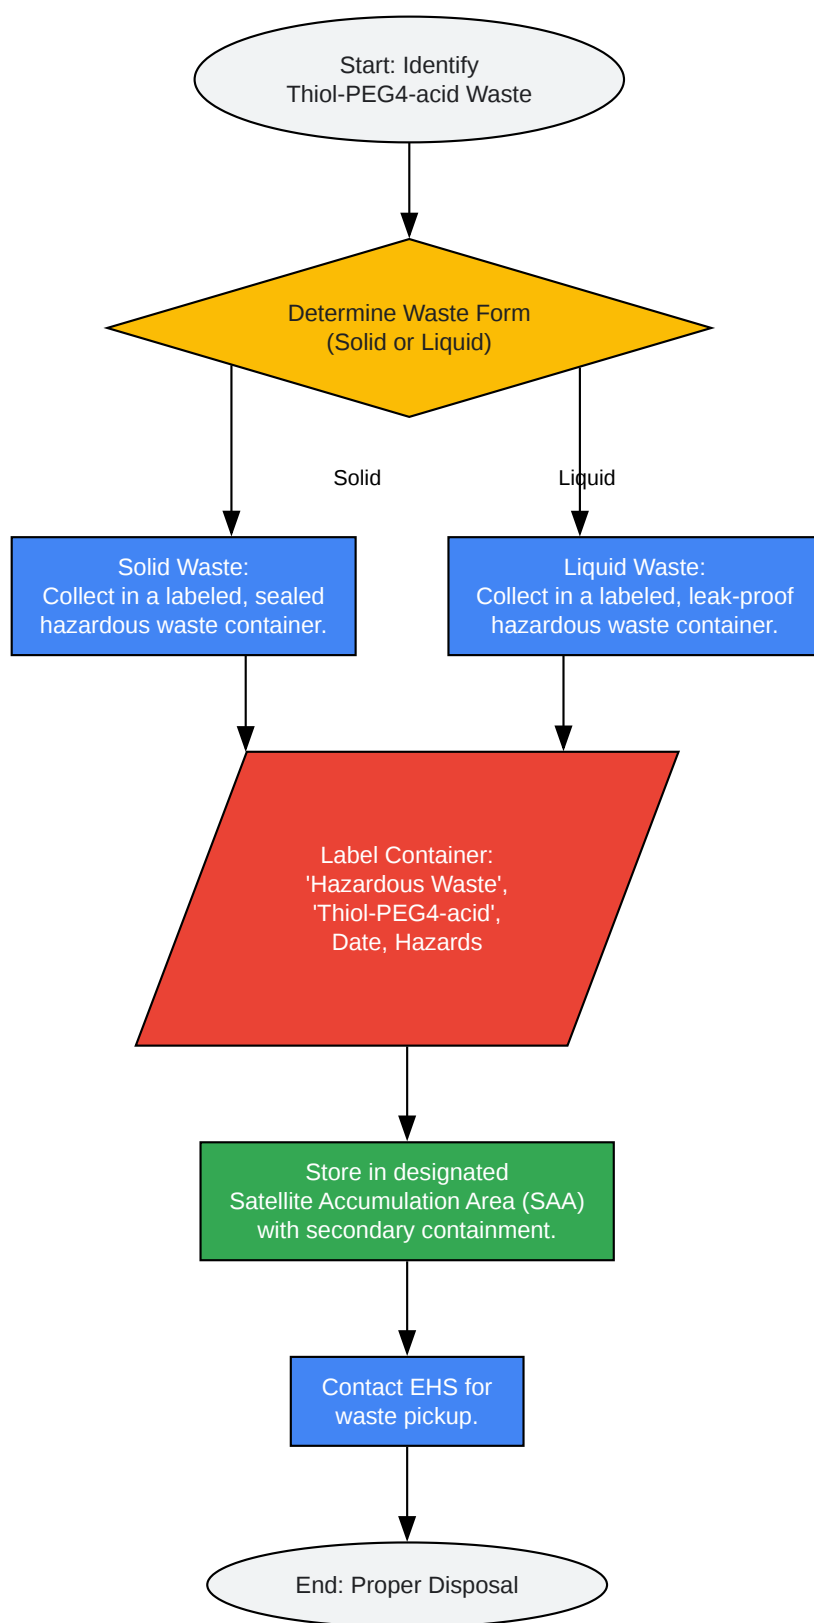 Start: Identify
Thiol-PEG4-acid Waste
Determine Waste Form
(Solid or Liquid)
Solid
Liquid
Solid Waste:
Collect in a labeled, sealed
hazardous waste container.
Liquid Waste:
Collect in a labeled, leak-proof
hazardous waste container.
Label Container:
'Hazardous Waste',
'Thiol-PEG4-acid',
Date, Hazards
Store in designated
Satellite Accumulation Area (SAA)
with secondary containment.
Contact EHS for
waste pickup.
End: Proper Disposal